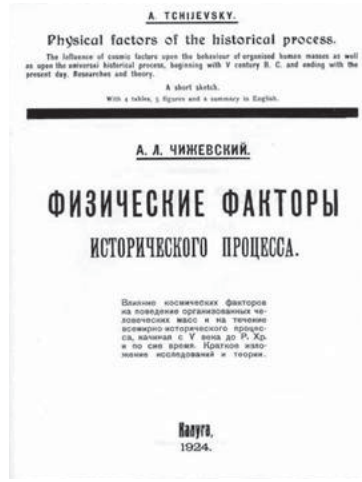 A. TCHIJEVSKY.
Physical factors of the historical process.
The Influence of cosmic factors upon the behaviour of organised human masses as well
as upon the universal historical process, beginning with V century B. C. and ending with the
present day. Researches and theory.
A short sketch.
With 4 tables, 5 figures and a summary in English.
А. Л. ЧИЖЕВСКИЙ.
ФИЗИЧЕСКИЕ ФАКТОРЫ
ИСТОРИЧЕСКОГО ПРОЦЕССА.
Влияние космических факторов
на поведение организованных че-
ловеческих масс и на течение
всемирно-исторического процес-
са, начиная с V века до Р. Хр.
и по сие время. Краткое изло-
жение исследований и теории.
Калуга,
1924.